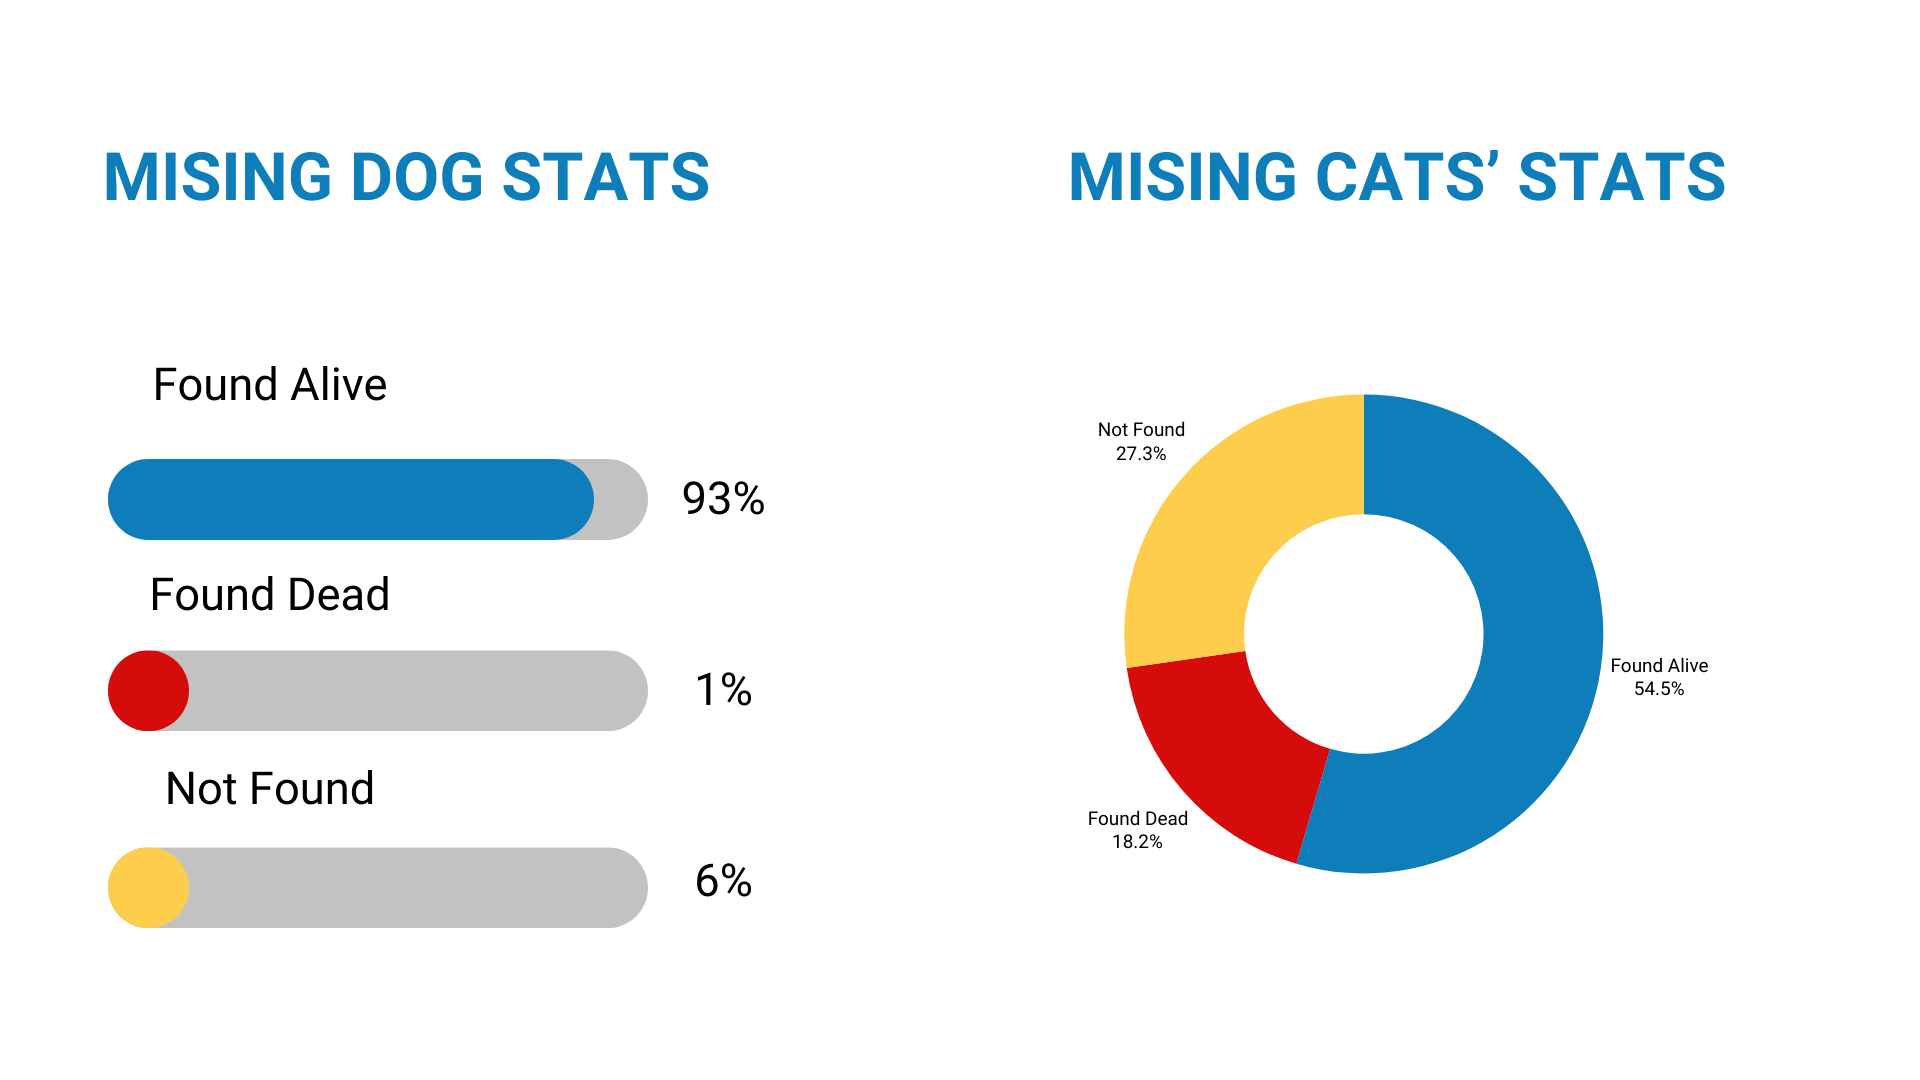 MISING DOG STATS
Found Alive
93%
Found Dead
1%
Not Found
6%
MISING CATS’ STATS
Not Found
27.3%
Found Alive
54.5%
Found Dead
18.2%